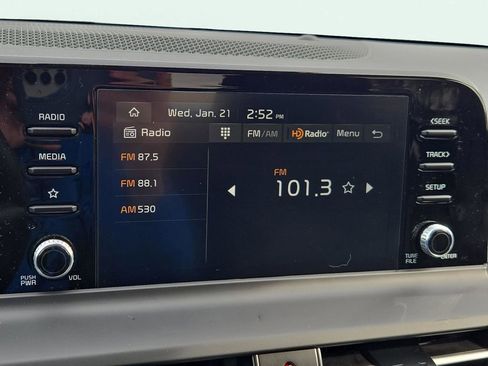 Wed, Jan. 21 2:52 PM
RADIO
MEDIA
Radio FM/AM HD Radio Menu
FM 87.5
FM 88.1
AM 530
FM
101.3
<SEEK
TRACK>
SETUP
PUSH PWR VOL
TUNE FILE ENTER